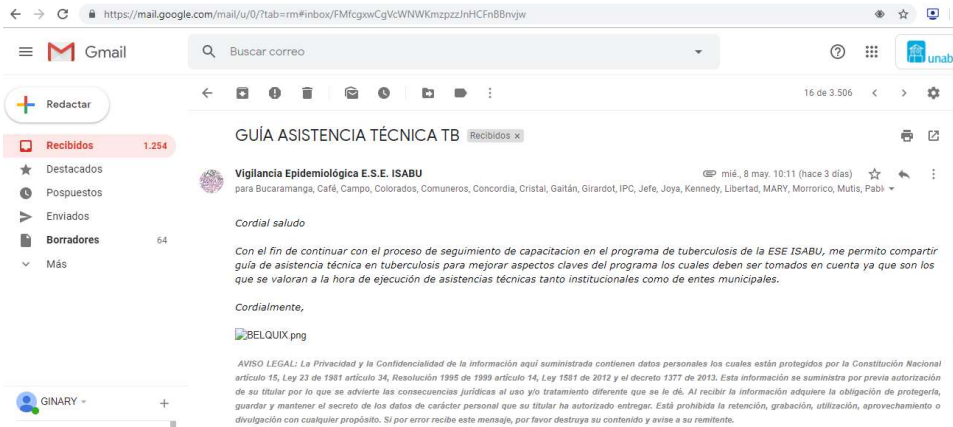 https://mail.google.com/mail/u/0/?tab=rm#inbox/FMfcgxwCgVcWNWKmzpzzJnHCFnBBnvjw
Gmail
Buscar correo
unab
Redactar
16 de 3.506
GUÍA ASISTENCIA TÉCNICA TB Recibidos x
Recibidos 1.254
Destacados
Pospuestos
Enviados
Borradores 64
Más
Vigilancia Epidemiológica E.S.E. ISABU
mié., 8 may. 10:11 (hace 3 días)
para Bucaramanga, Café, Campo, Colorados, Comuneros, Concordia, Cristal, Gaitán, Girardot, IPC, Jefe, Joya, Kennedy, Libertad, MARY, Morrorico, Mutis, Pabl
Cordial saludo
Con el fin de continuar con el proceso de seguimiento de capacitacion en el programa de tuberculosis de la ESE ISABU, me permito compartir
guía de asistencia técnica en tuberculosis para mejorar aspectos claves del programa los cuales deben ser tomados en cuenta ya que son los
que se valoran a la hora de ejecución de asistencias técnicas tanto institucionales como de entes municipales.
Cordialmente,
BELQUIX.png
AVISO LEGAL: La Privacidad y la Confidencialidad de la información aquí suministrada contienen datos personales los cuales están protegidos por la Constitución Nacional
artículo 15, Ley 23 de 1981 artículo 34, Resolución 1995 de 1999 artículo 14, Ley 1581 de 2012 y el decreto 1377 de 2013. Esta información se suministra por previa autorización
de su titular por lo que se advierte las consecuencias jurídicas al uso y/o tratamiento diferente que se le dé. Al recibir la información adquiere la obligación de protegerla,
guardar y mantener el secreto de los datos de carácter personal que su titular ha autorizado entregar. Está prohibida la retención, grabación, utilización, aprovechamiento o
divulgación con cualquier propósito. Si por error recibe este mensaje, por favor destruya su contenido y avise a su remitente.
GINARY